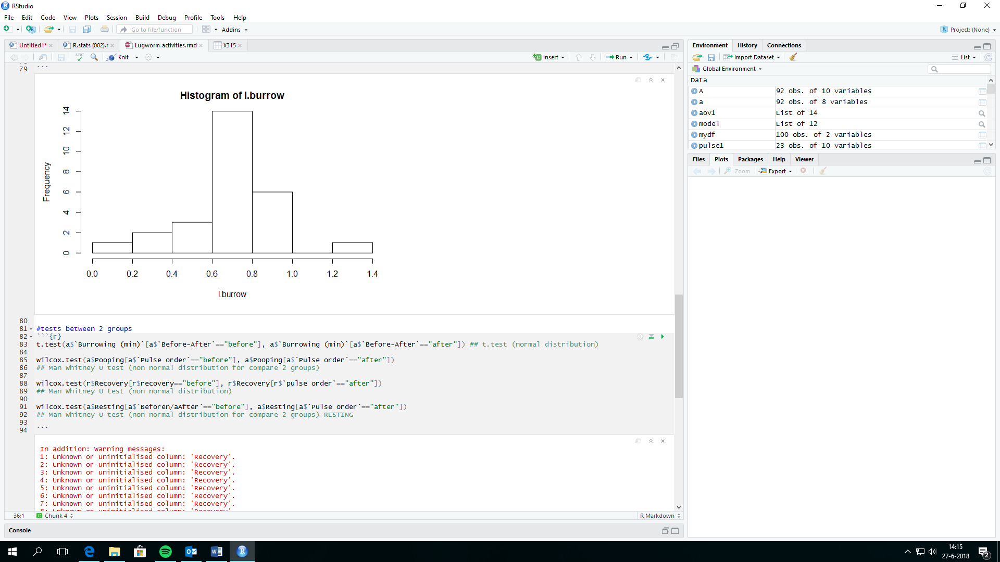 RStudio
File Edit Code View Plots Session Build Debug Profile Tools Help
Go to file/function Addins Project: (None)
Untitled1* R.stats (002).r Lugworm-activities.rmd X315
ABC Knit Insert Run
79 ```
Histogram of l.burrow
Frequency
14
12
10
8
6
4
2
0
0.0 0.2 0.4 0.6 0.8 1.0 1.2 1.4
l.burrow
80
81 #tests between 2 groups
82 ```{r}
83 t.test(a$`Burrowing (min)`[a$`Before-After`=="before"], a$`Burrowing (min)`[a$`Before-After`=="after"]) ## t.test (normal distribution)
84
85 wilcox.test(a$Pooping[a$`Pulse order`=="before"], a$Pooping[a$`Pulse order`=="after"])
86 ## Man Whitney U test (non normal distribution for compare 2 groups)
87
88 wilcox.test(r$Recovery[r$recovery=="before"], r$Recovery[r$`pulse order`=="after"])
89 ## Man Whitney U test (non normal distribution)
90
91 wilcox.test(a$Resting[a$`Beforen/aAfter`=="before"], a$Resting[a$`Pulse order`=="after"])
92 ## Man Whitney U test (non normal distribution for compare 2 groups) RESTING
93
94 ```
In addition: Warning messages:
1: Unknown or uninitialised column: 'Recovery'.
2: Unknown or uninitialised column: 'Recovery'.
3: Unknown or uninitialised column: 'Recovery'.
4: Unknown or uninitialised column: 'Recovery'.
5: Unknown or uninitialised column: 'Recovery'.
6: Unknown or uninitialised column: 'Recovery'.
7: Unknown or uninitialised column: 'Recovery'.
8: Unknown or uninitialised column: 'Recovery'.
36:1 Chunk 4 R Markdown
Console
Environment History Connections
Import Dataset List
Global Environment
Data
A 92 obs. of 10 variables
a 92 obs. of 8 variables
aov1 List of 14
model List of 12
mydf 100 obs. of 2 variables
pulse1 23 obs. of 10 variables
Files Plots Packages Help Viewer
Zoom Export
14:15
27-6-2018
2